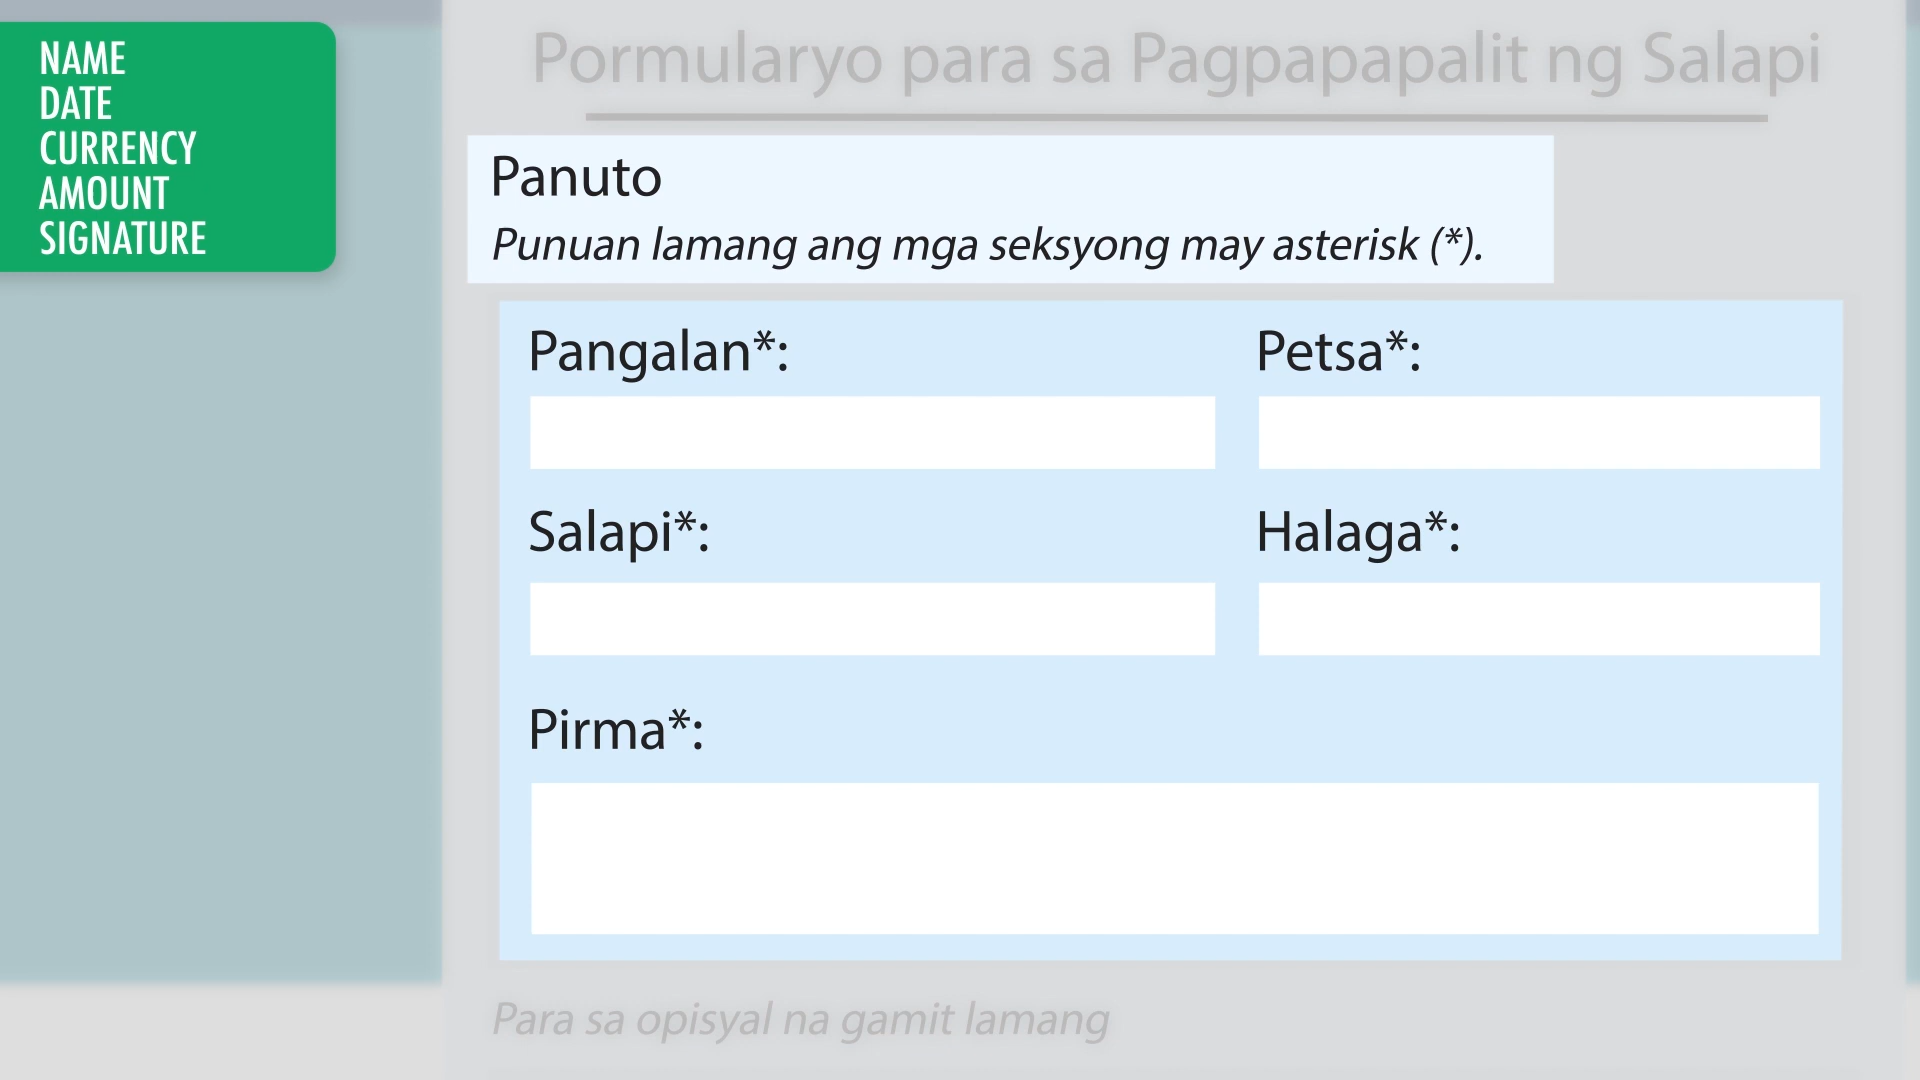 NAME
DATE
CURRENCY
AMOUNT
SIGNATURE
Pormularyo para sa Pagpapapalit ng Salapi
Panuto
Punuan lamang ang mga seksyong may asterisk (*).
Pangalan*:
Petsa*:
Salapi*:
Halaga*:
Pirma*:
Para sa opisyal na gamit lamang